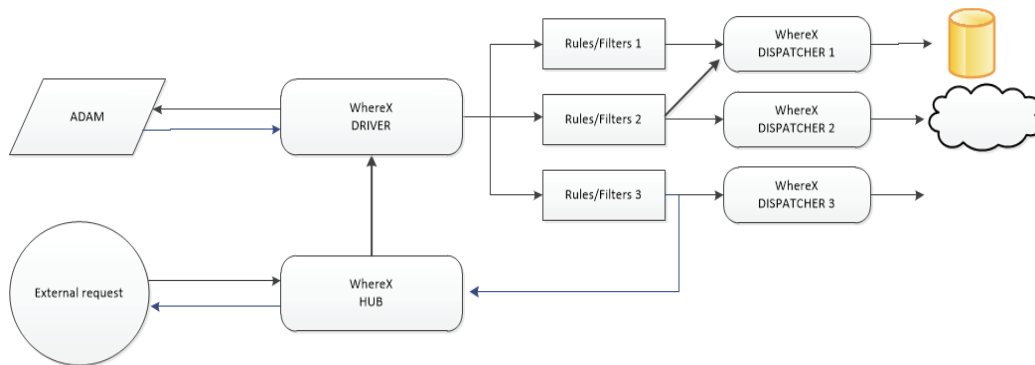 Rules/Filters 1
WhereX
DISPATCHER 1
ADAM
WhereX
DRIVER
Rules/Filters 2
WhereX
DISPATCHER 2
Rules/Filters 3
WhereX
DISPATCHER 3
External request
WhereX
HUB